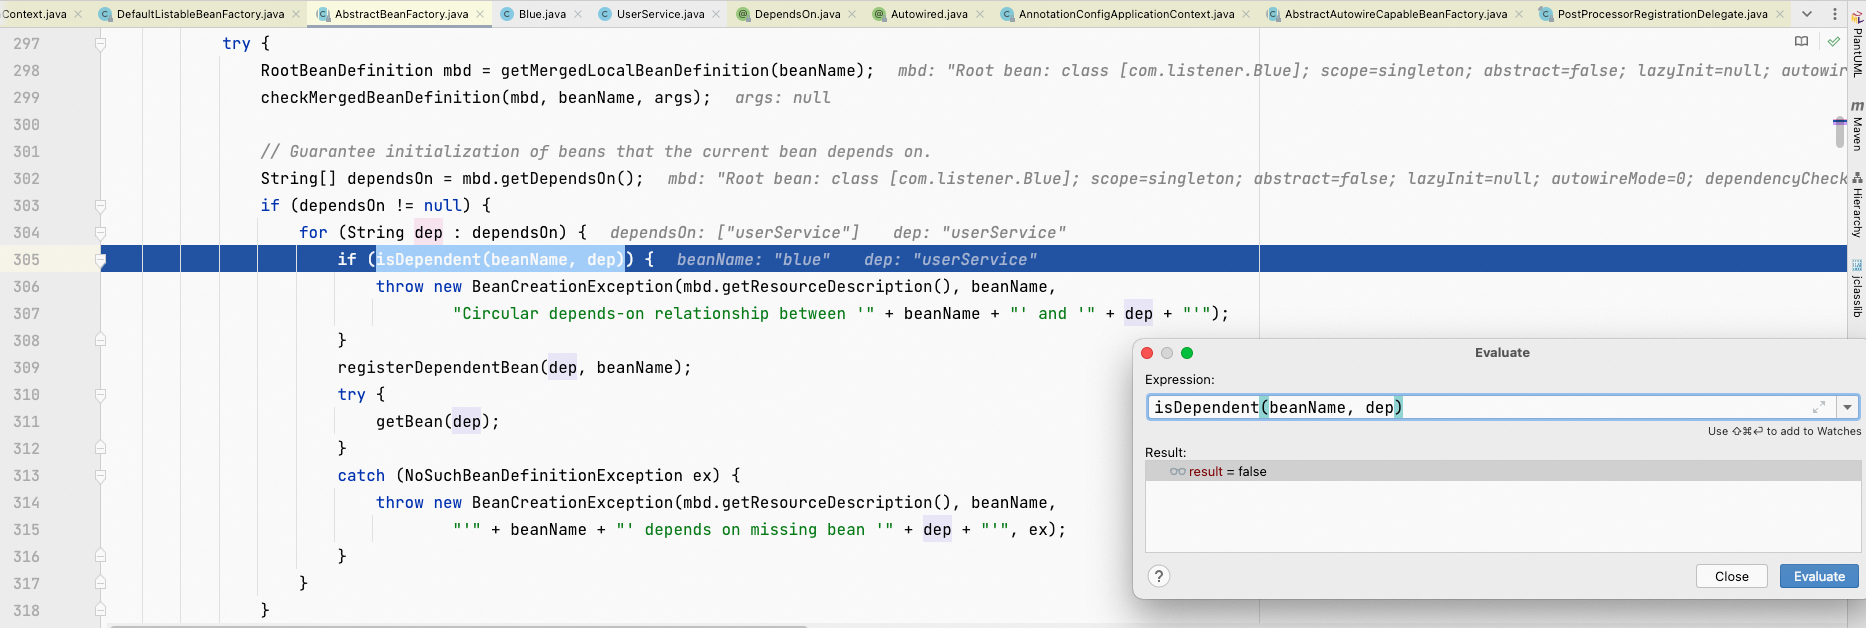 Context.java DefaultListableBeanFactory.java AbstractBeanFactory.java Blue.java UserService.java DependsOn.java Autowired.java AnnotationConfigApplicationContext.java AbstractAutowireCapableBeanFactory.java PostProcessorRegistrationDelegate.java
297 try {
298 RootBeanDefinition mbd = getMergedLocalBeanDefinition(beanName); mbd: "Root bean: class [com.listener.Blue]; scope=singleton; abstract=false; lazyInit=null; autowir
299 checkMergedBeanDefinition(mbd, beanName, args); args: null
300
301 // Guarantee initialization of beans that the current bean depends on.
302 String[] dependsOn = mbd.getDependsOn(); mbd: "Root bean: class [com.listener.Blue]; scope=singleton; abstract=false; lazyInit=null; autowireMode=0; dependencyCheck
303 if (dependsOn != null) {
304 for (String dep : dependsOn) { dependsOn: ["userService"] dep: "userService"
305 if (isDependent(beanName, dep)) { beanName: "blue" dep: "userService"
306 throw new BeanCreationException(mbd.getResourceDescription(), beanName,
307 "Circular depends-on relationship between '" + beanName + "' and '" + dep + "'");
308 }
309 registerDependentBean(dep, beanName);
310 try {
311 getBean(dep);
312 }
313 catch (NoSuchBeanDefinitionException ex) {
314 throw new BeanCreationException(mbd.getResourceDescription(), beanName,
315 "'" + beanName + "' depends on missing bean '" + dep + "'", ex);
316 }
317 }
318 }
PlantUML
m Maven
Hierarchy
jclasslib
Evaluate
Expression:
isDependent(beanName, dep)
Use ⇧⌘⏎ to add to Watches
Result:
result = false
? Close Evaluate